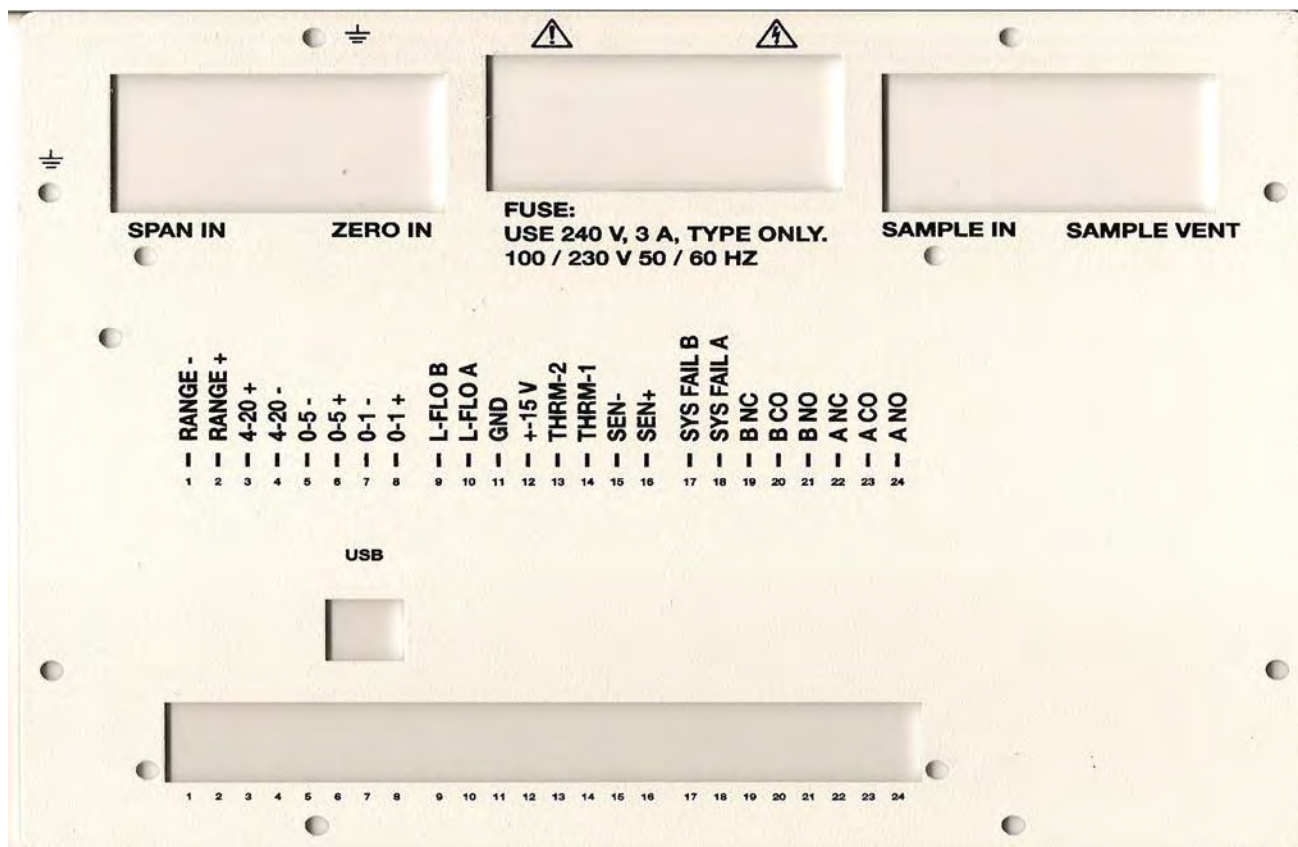 SPAN IN
ZERO IN
FUSE:
USE 240 V, 3 A, TYPE ONLY.
100 / 230 V 50 / 60 HZ
SAMPLE IN
SAMPLE VENT
RANGE -
RANGE +
4-20 +
4-20 -
0-5 -
0-5 +
0-1 -
0-1 +
L-FLO B
L-FLO A
GND
+-15 V
THRM-2
THRM-1
SEN-
SEN+
SYS FAIL B
SYS FAIL A
B NC
B CO
B NO
A NC
A CO
A NO
1 2 3 4 5 6 7 8 9 10 11 12 13 14 15 16 17 18 19 20 21 22 23 24
USB
1 2 3 4 5 6 7 8 9 10 11 12 13 14 15 16 17 18 19 20 21 22 23 24